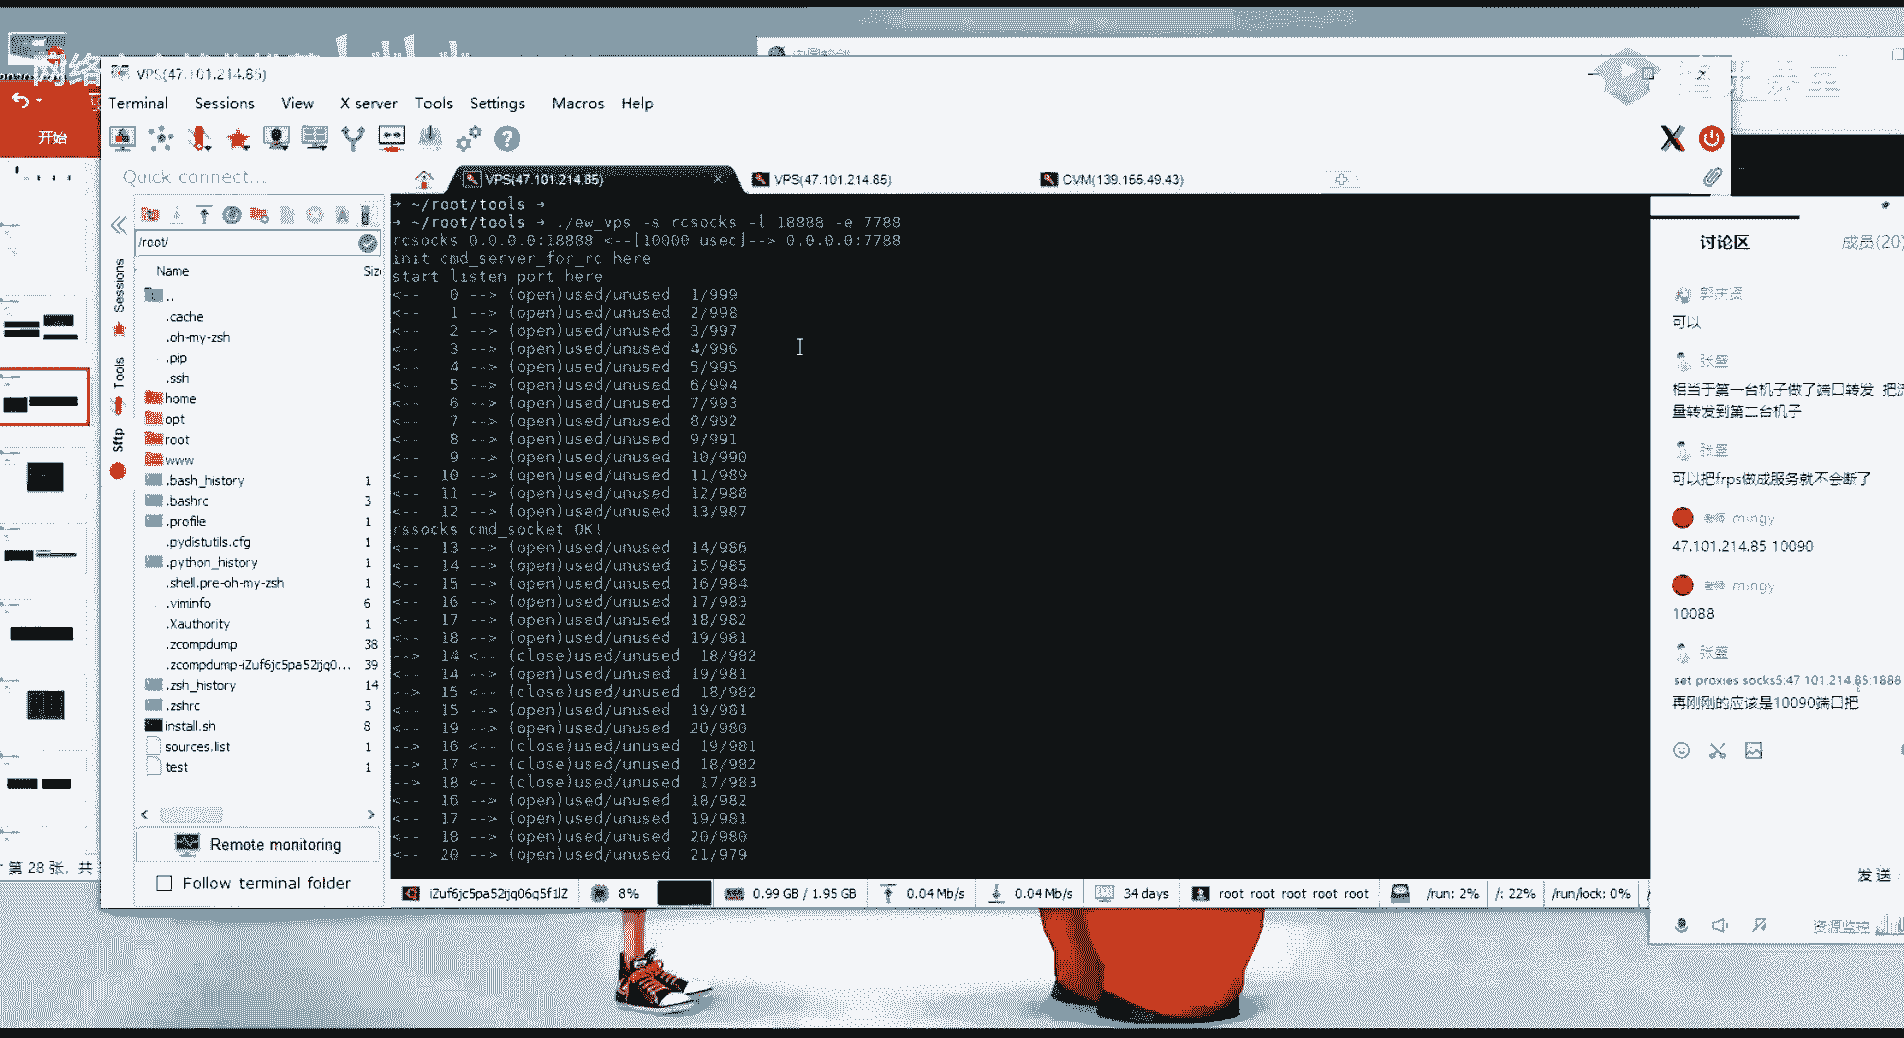 网络
VPS(47.101.214.85)
Terminal Sessions View X server Tools Settings Macros Help
开始
Quick connect...
VPS(47.101.214.85)
VPS(47.101.214.85)
CVM(139.155.49.43)
/root/
Name Size
..
.cache
.oh-my-zsh
.pip
.ssh
home
opt
root
www
.bash_history 1
.bashrc 3
.profile 1
.pydistutils.cfg 1
.python_history 1
.shell.pre-oh-my-zsh 1
.viminfo 6
.Xauthority 1
.zcompdump 38
.zcompdump-iZuf6jc5pa52rjq0... 39
.zsh_history 14
.zshrc 3
install.sh 8
sources.list 1
test 1
Sessions
Tools
Sftp
Remote monitoring
Follow terminal folder
第 28 张, 共
→ ~/root/tools →
→ ~/root/tools → ./ew_vps -s rcsocks -l 18888 -e 7788
rcsocks 0.0.0.0:18888 <--[10000 usec]--> 0.0.0.0:7788
init cmd_server_for_rc here
start listen port here
<-- 0 --> (open)used/unused 1/999
<-- 1 --> (open)used/unused 2/998
<-- 2 --> (open)used/unused 3/997
<-- 3 --> (open)used/unused 4/996
<-- 4 --> (open)used/unused 5/995
<-- 5 --> (open)used/unused 6/994
<-- 6 --> (open)used/unused 7/993
<-- 7 --> (open)used/unused 8/992
<-- 8 --> (open)used/unused 9/991
<-- 9 --> (open)used/unused 10/990
<-- 10 --> (open)used/unused 11/989
<-- 11 --> (open)used/unused 12/988
<-- 12 --> (open)used/unused 13/987
rssocks cmd_socket OK!
<-- 13 --> (open)used/unused 14/986
<-- 14 --> (open)used/unused 15/985
<-- 15 --> (open)used/unused 16/984
<-- 16 --> (open)used/unused 17/983
<-- 17 --> (open)used/unused 18/982
<-- 18 --> (open)used/unused 19/981
--> 14 <-- (close)used/unused 18/982
<-- 14 --> (open)used/unused 19/981
--> 15 <-- (close)used/unused 18/982
<-- 15 --> (open)used/unused 19/981
<-- 19 --> (open)used/unused 20/980
--> 16 <-- (close)used/unused 19/981
--> 17 <-- (close)used/unused 18/982
--> 18 <-- (close)used/unused 17/983
<-- 16 --> (open)used/unused 18/982
<-- 17 --> (open)used/unused 19/981
<-- 18 --> (open)used/unused 20/980
<-- 20 --> (open)used/unused 21/979
iZuf6jc5pa52rjq06q5f1lZ 8% 0.99 GB / 1.95 GB 0.04 Mb/s 0.04 Mb/s 34 days root root root root root /run: 2% /: 22% /run/lock: 0%
讨论区 成员(20)
可以
张蛋
相当于第一台机子做了端口转发 把流
量转发到第二台机子
可以把frps做成服务就不会断了
老师 mingy
47.101.214.85 10090
老师 mingy
10088
set proxies socks5:47.101.214.85:1888
再刚刚的应该是10090端口把
发送
资源监控